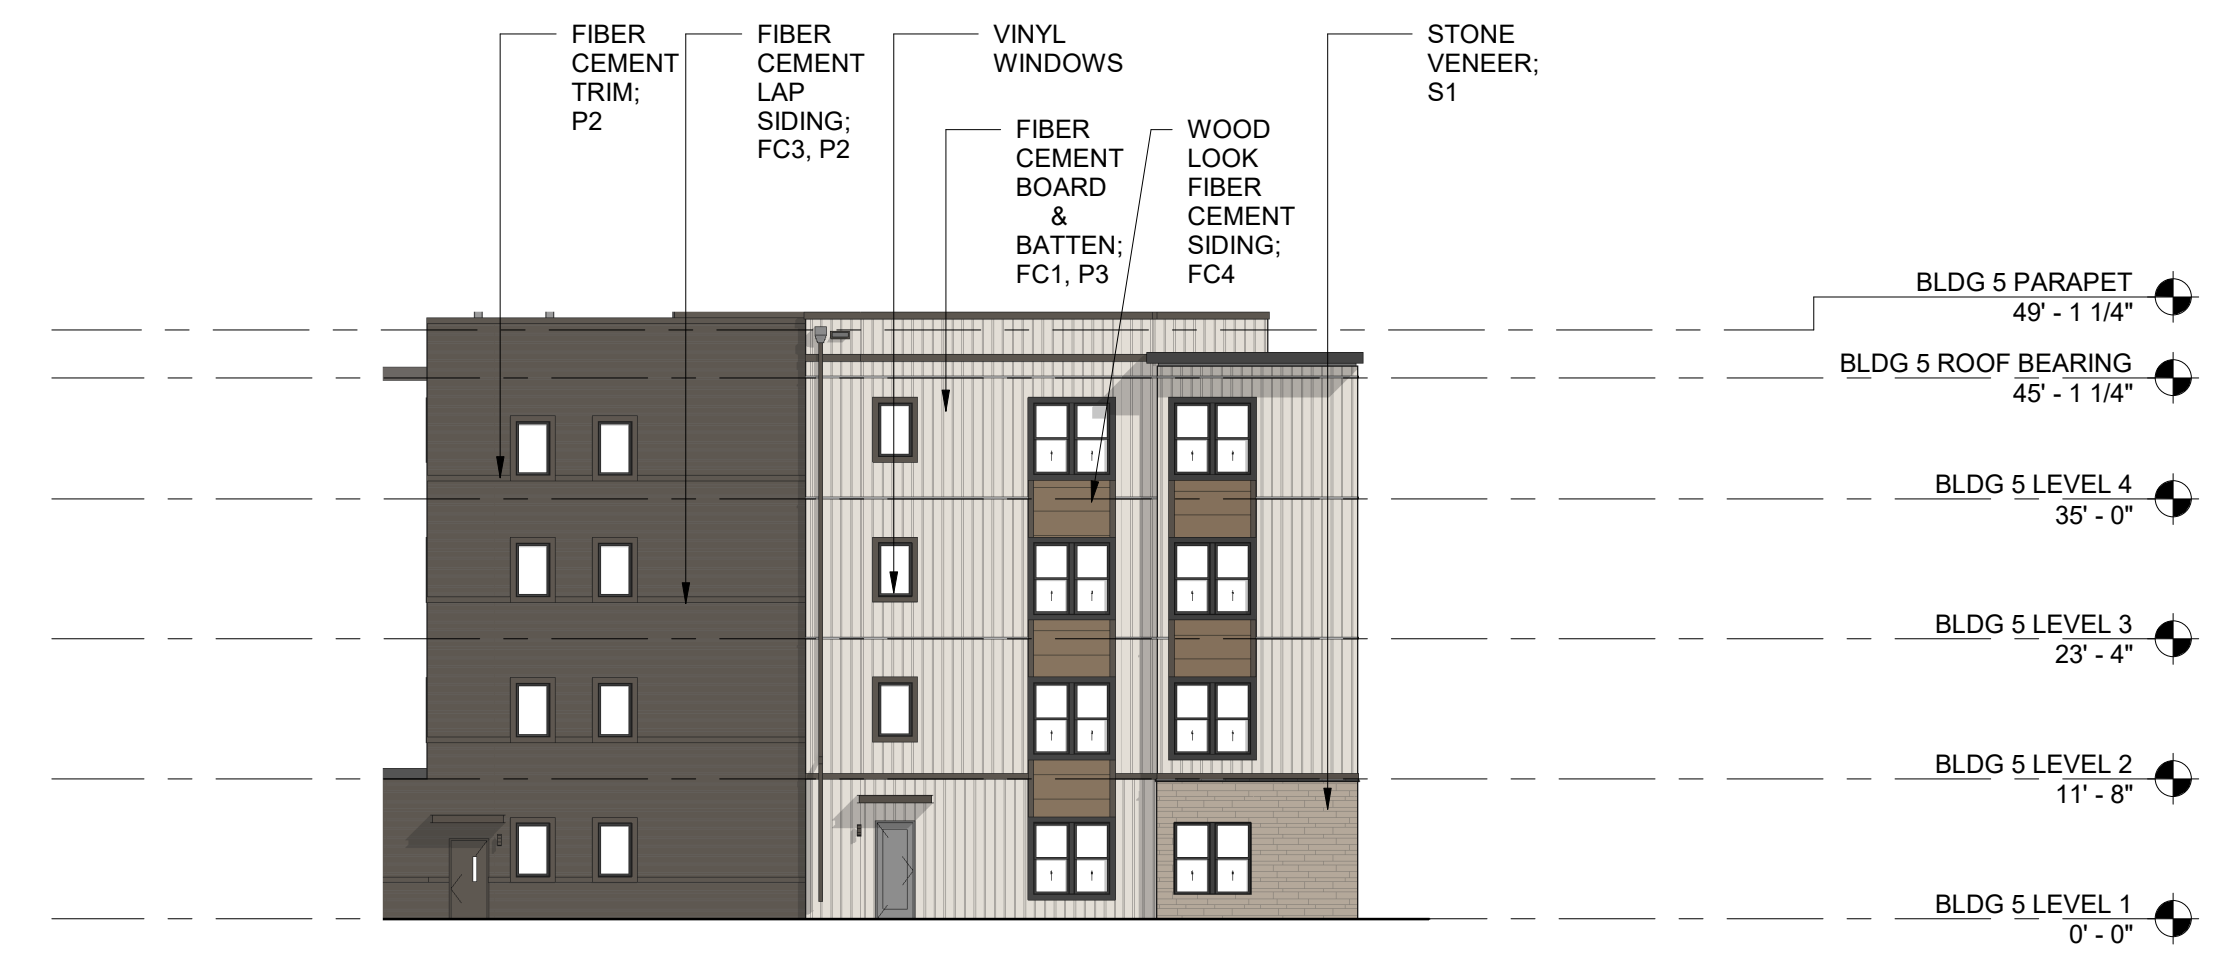 FIBER
CEMENT
TRIM;
P2
FIBER
CEMENT
LAP
SIDING;
FC3, P2
VINYL
WINDOWS
FIBER
CEMENT
BOARD
&
BATTEN;
FC1, P3
WOOD
LOOK
FIBER
CEMENT
SIDING;
FC4
STONE
VENEER;
S1
BLDG 5 PARAPET
49' - 1 1/4"
BLDG 5 ROOF BEARING
45' - 1 1/4"
BLDG 5 LEVEL 4
35' - 0"
BLDG 5 LEVEL 3
23' - 4"
BLDG 5 LEVEL 2
11' - 8"
BLDG 5 LEVEL 1
0' - 0"